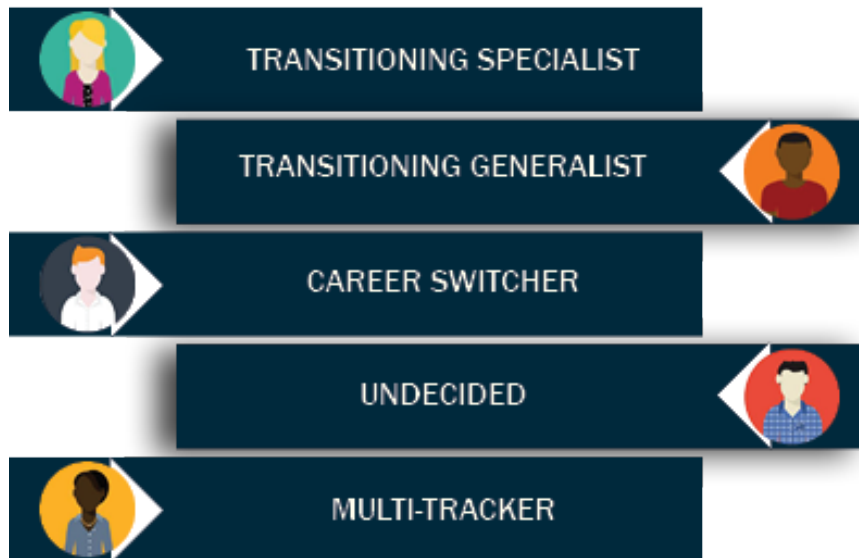 TRANSITIONING SPECIALIST
TRANSITIONING GENERALIST
CAREER SWITCHER
UNDECIDED
MULTI-TRACKER